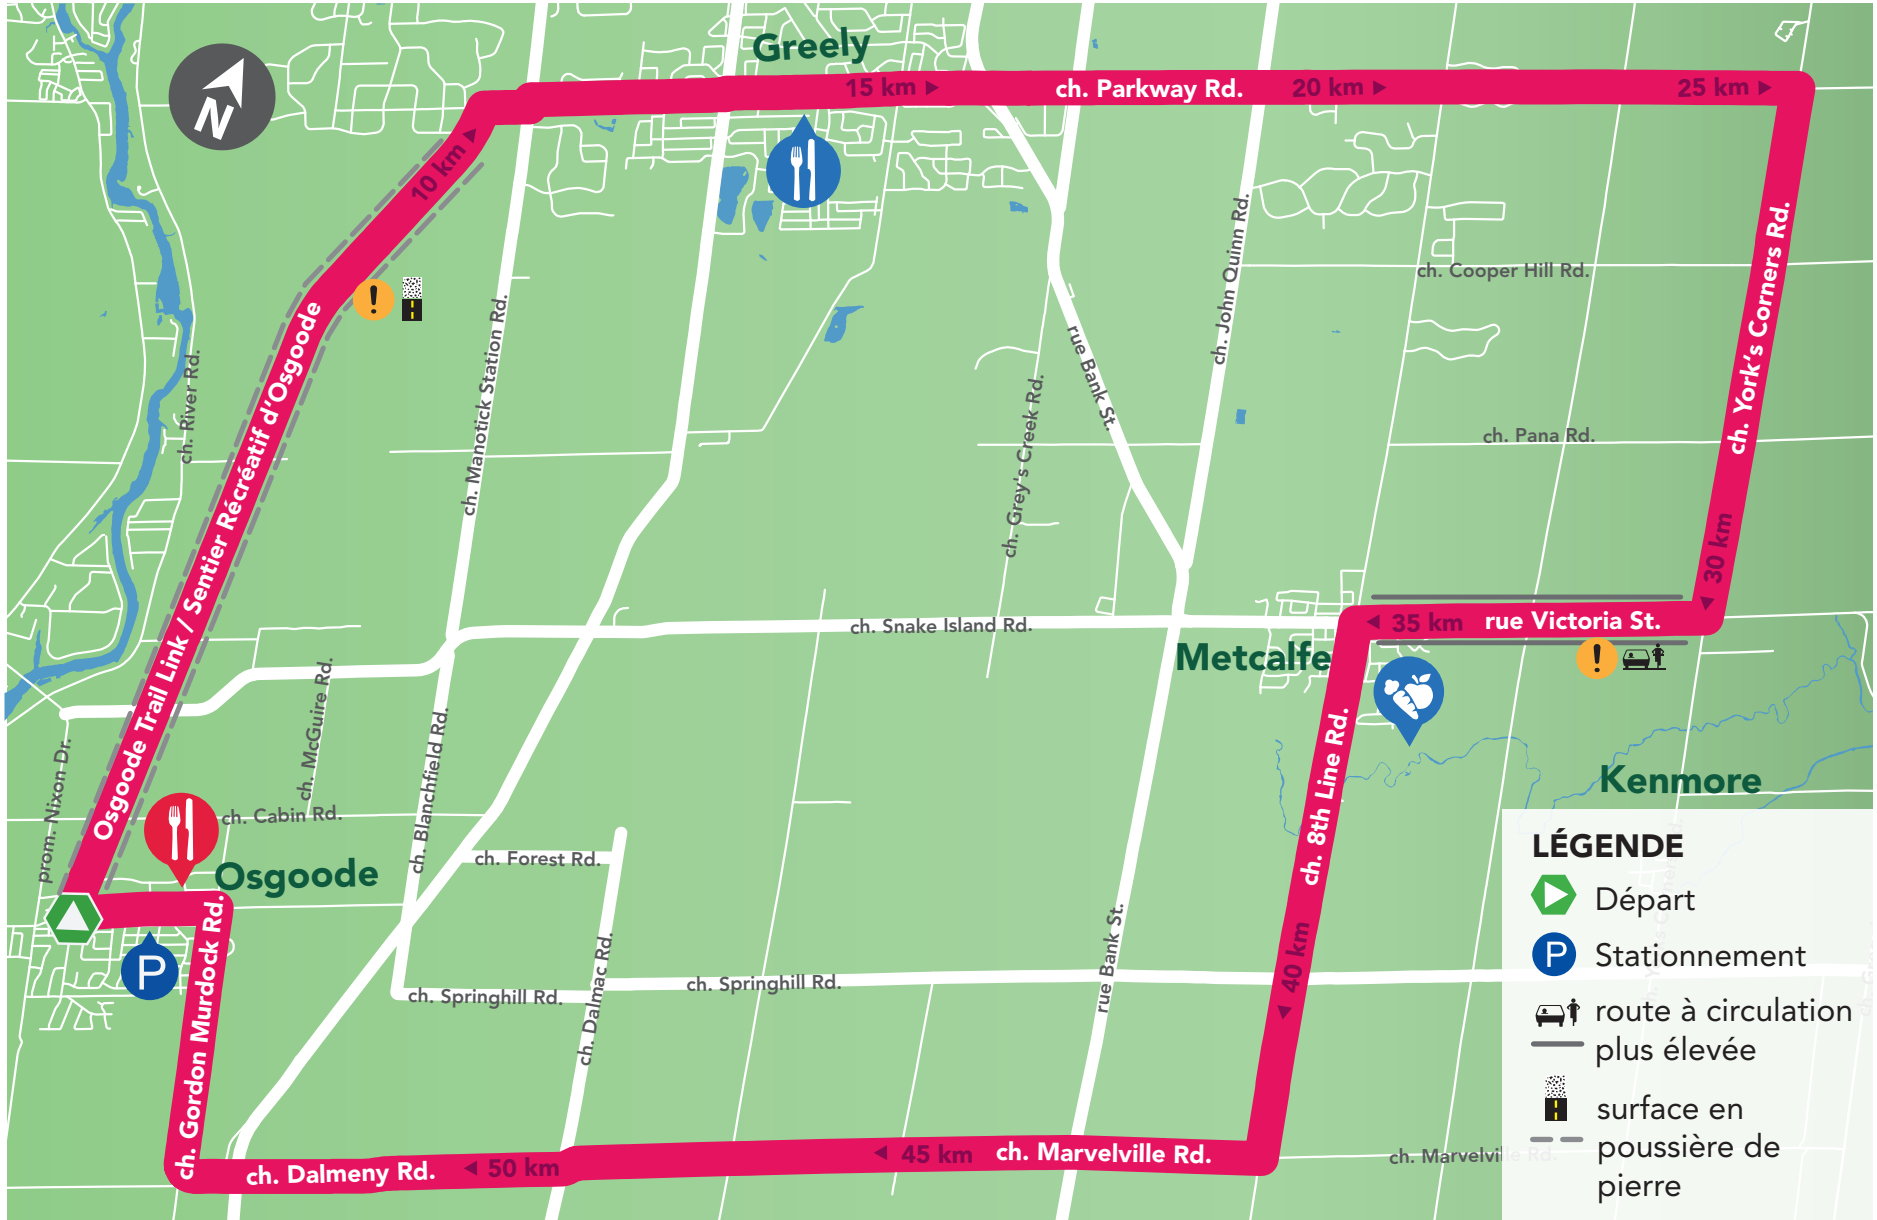 Greely
N
15 km
ch. Parkway Rd.
20 km
25 km
10 km
ch. York's Corners Rd.
ch. John Quinn Rd.
ch. Cooper Hill Rd.
ch. Manotick Station Rd.
rue Bank St.
ch. River Rd.
Osgoode Trail Link / Sentier Récréatif d'Osgoode
ch. Grey's Creek Rd.
ch. Pana Rd.
30 km
35 km
rue Victoria St.
ch. Snake Island Rd.
Metcalfe
ch. McGuire Rd.
ch. Blanchfield Rd.
prom. Nixon Dr.
ch. 8th Line Rd.
Kenmore
ch. Cabin Rd.
ch. Forest Rd.
Osgoode
P
ch. Gordon Murdock Rd.
ch. Dalmac Rd.
rue Bank St.
40 km
ch. Springhill Rd.
ch. Springhill Rd.
ch. Dalmeny Rd.
50 km
45 km
ch. Marvelville Rd.
ch. Marvelville Rd.
LÉGENDE
Départ
P
Stationnement
route à circulation
plus élevée
surface en
poussière de
pierre